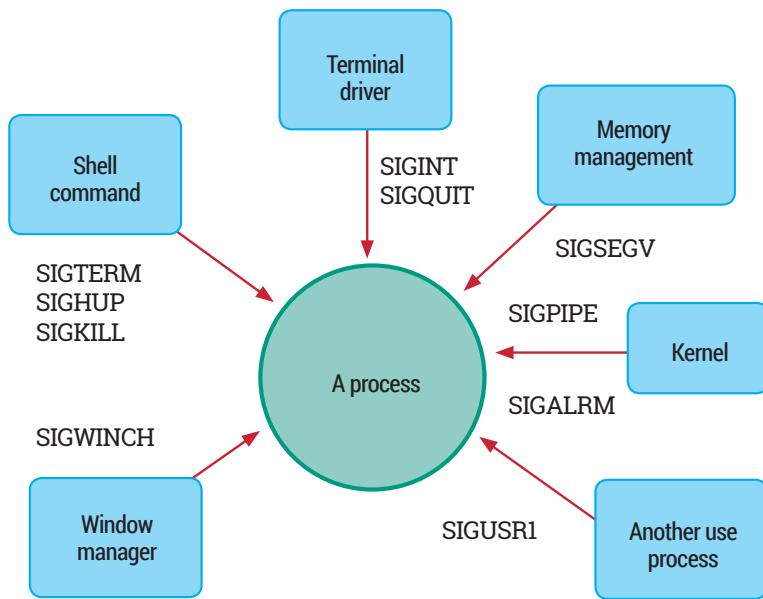 Terminal
driver
Memory
management
Shell
command
SIGINT
SIGQUIT
SIGSEGV
SIGTERM
SIGHUP
SIGKILL
SIGPIPE
Kernel
A process
SIGALRM
SIGWINCH
Window
manager
SIGUSR1
Another use
process